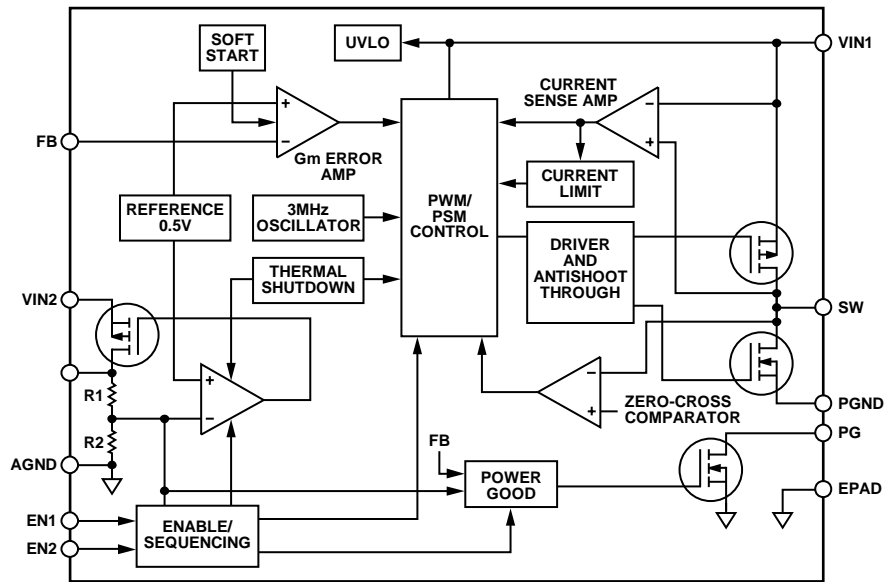 SOFT
START
UVLO
VIN1
CURRENT
SENSE AMP
+
−
−
+
FB
Gm ERROR
AMP
CURRENT
LIMIT
REFERENCE
0.5V
3MHz
OSCILLATOR
PWM/
PSM
CONTROL
DRIVER
AND
ANTISHOOT
THROUGH
THERMAL
SHUTDOWN
VIN2
SW
R1
+
−
−
+
ZERO-CROSS
COMPARATOR
PGND
R2
FB
PG
AGND
POWER
GOOD
EPAD
EN1
EN2
ENABLE/
SEQUENCING